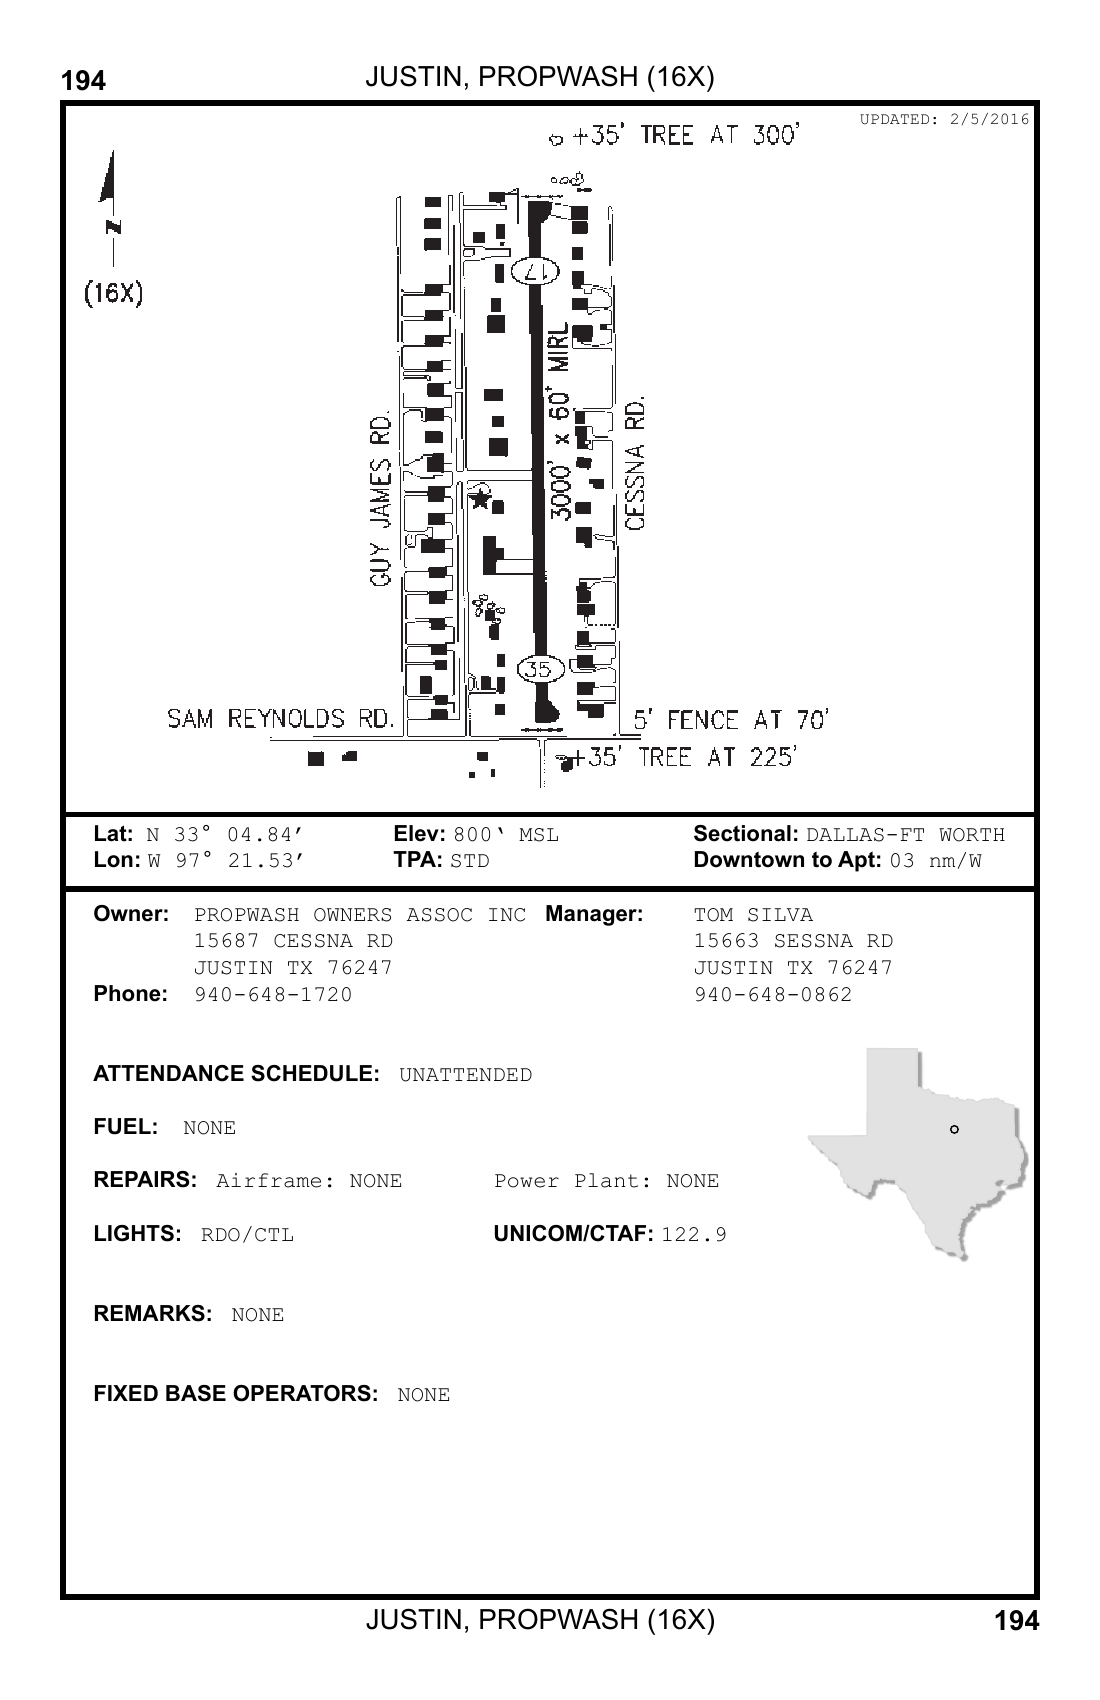 194
JUSTIN, PROPWASH (16X)
UPDATED: 2/5/2016
+35' TREE AT 300'
N
(16X)
17
3000' x 60' MIRL
GUY JAMES RD.
CESSNA RD.
35
SAM REYNOLDS RD.
5' FENCE AT 70'
+35' TREE AT 225'
Lat: N 33° 04.84′ Elev: 800‘ MSL Sectional: DALLAS-FT WORTH
Lon: W 97° 21.53′ TPA: STD Downtown to Apt: 03 nm/W
Owner: PROPWASH OWNERS ASSOC INC Manager: TOM SILVA
15687 CESSNA RD 15663 SESSNA RD
JUSTIN TX 76247 JUSTIN TX 76247
Phone: 940-648-1720 940-648-0862
ATTENDANCE SCHEDULE: UNATTENDED
FUEL: NONE
REPAIRS: Airframe: NONE Power Plant: NONE
LIGHTS: RDO/CTL UNICOM/CTAF: 122.9
REMARKS: NONE
FIXED BASE OPERATORS: NONE
JUSTIN, PROPWASH (16X)
194